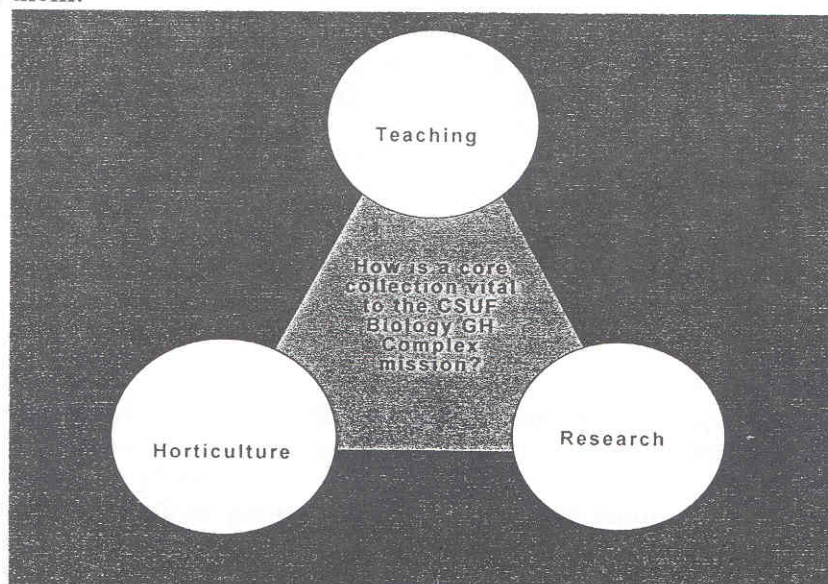 Teaching
How is a core
collection vital
to the CSUF
Biology GH
Complex
mission?
Horticulture
Research